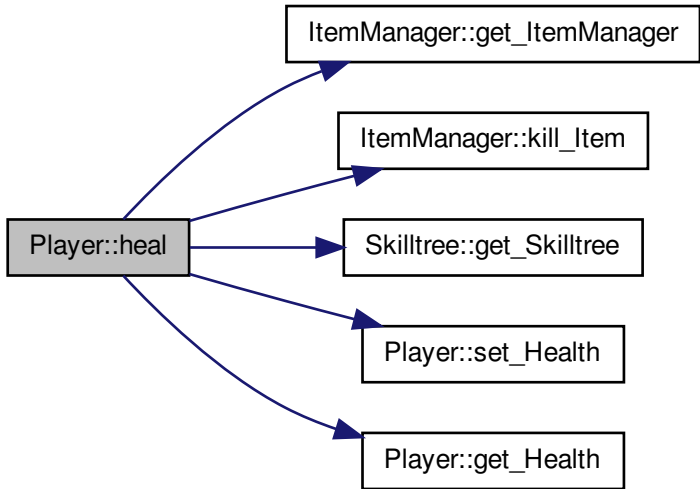 ItemManager::get_ItemManager
ItemManager::kill_Item
Player::heal
Skilltree::get_Skilltree
Player::set_Health
Player::get_Health